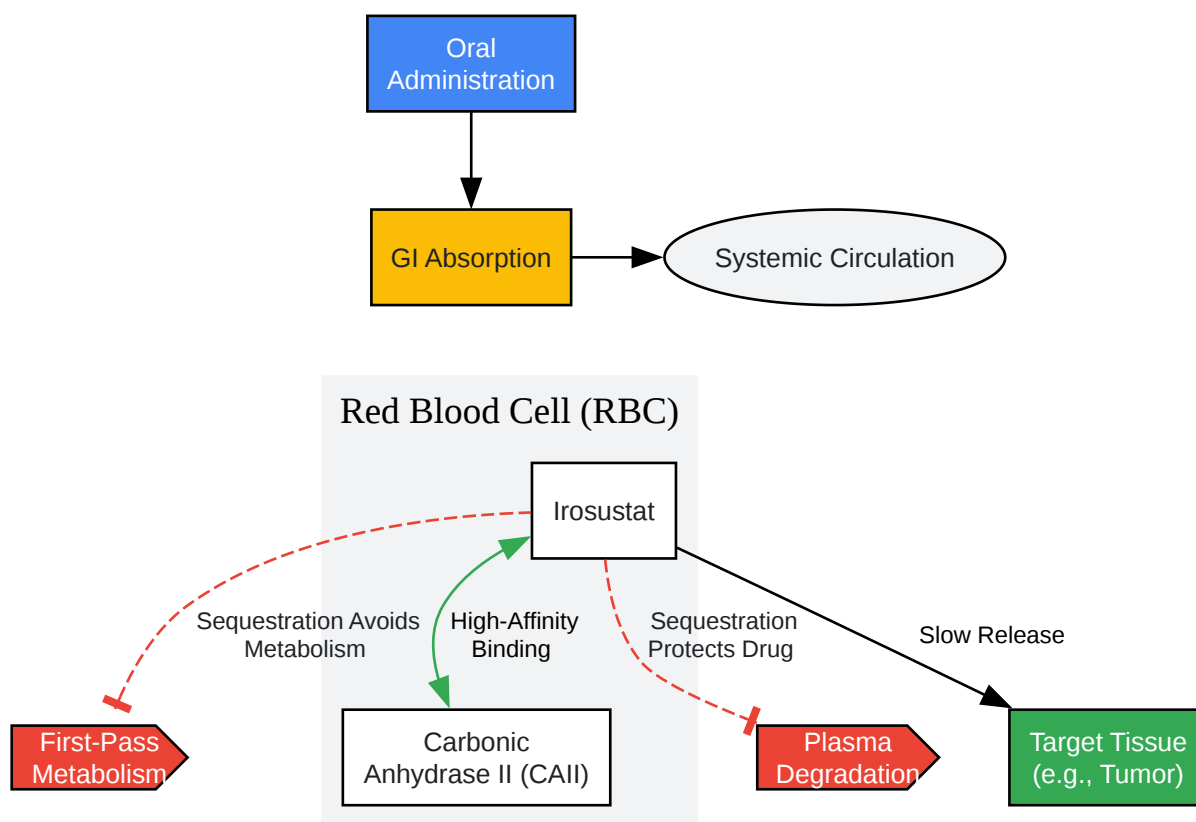 Oral
Administration
GI Absorption
Systemic Circulation
Red Blood Cell (RBC)
Irosustat
Sequestration Avoids
Metabolism
High-Affinity
Binding
Sequestration
Protects Drug
Slow Release
First-Pass
Metabolism
Carbonic
Anhydrase II (CAII)
Plasma
Degradation
Target Tissue
(e.g., Tumor)